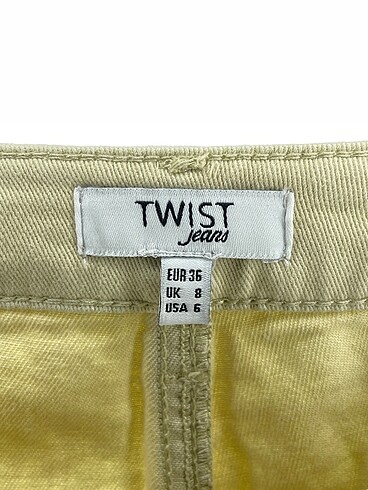 TWIST
jeans
EUR 36
UK 8
USA 6